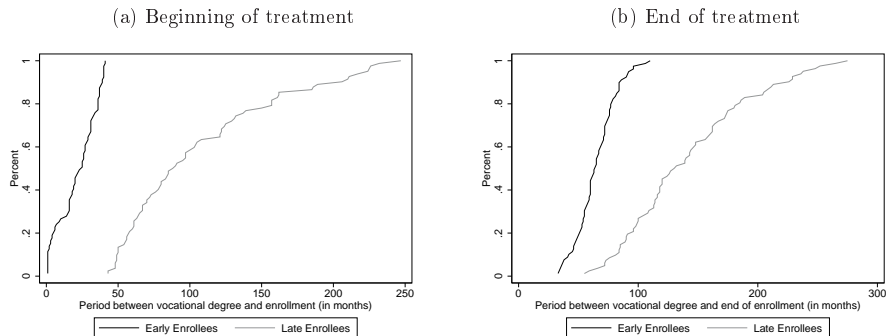 (a) Beginning of treatment
Percent
1
.8
.6
.4
.2
0
0 50 100 150 200 250
Period between vocational degree and enrollment (in months)
Early Enrollees Late Enrollees
(b) End of treatment
Percent
1
.8
.6
.4
.2
0
0 100 200 300
Period between vocational degree and end of enrollment (in months)
Early Enrollees Late Enrollees